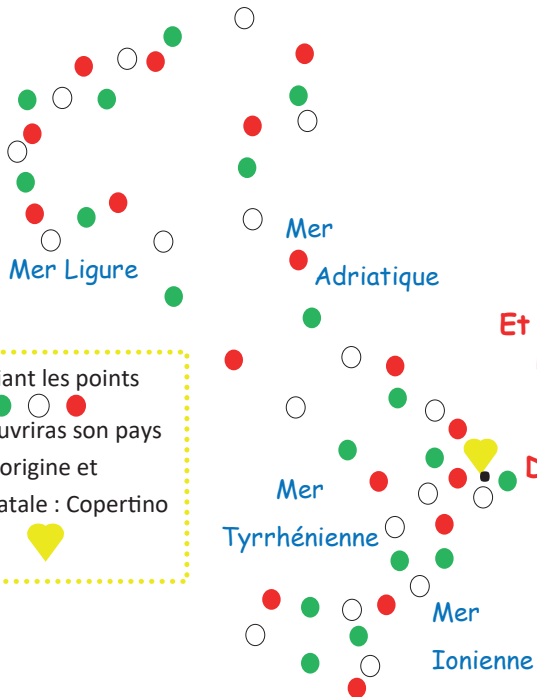 Mer
Adriatique
Mer Ligure
Et
iant les points
uvriras son pays
origine et
atale : Copertino
D
Mer
Tyrrhénienne
Mer
Ionienne